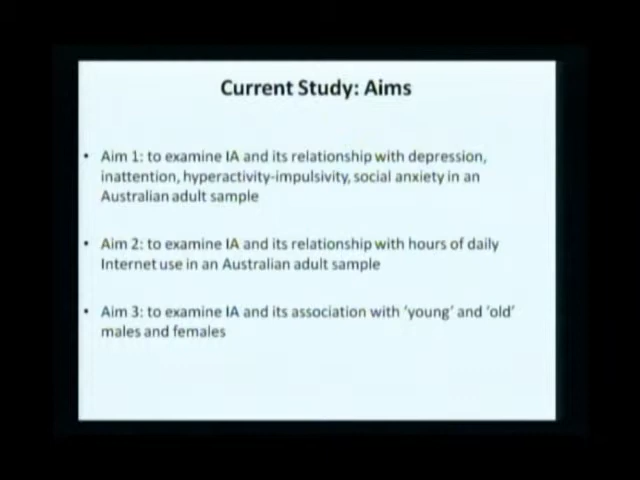 Current Study: Aims
• Aim 1: to examine IA and its relationship with depression,
inattention, hyperactivity-impulsivity, social anxiety in an
Australian adult sample
• Aim 2: to examine IA and its relationship with hours of daily
Internet use in an Australian adult sample
• Aim 3: to examine IA and its association with ‘young’ and ‘old’
males and females